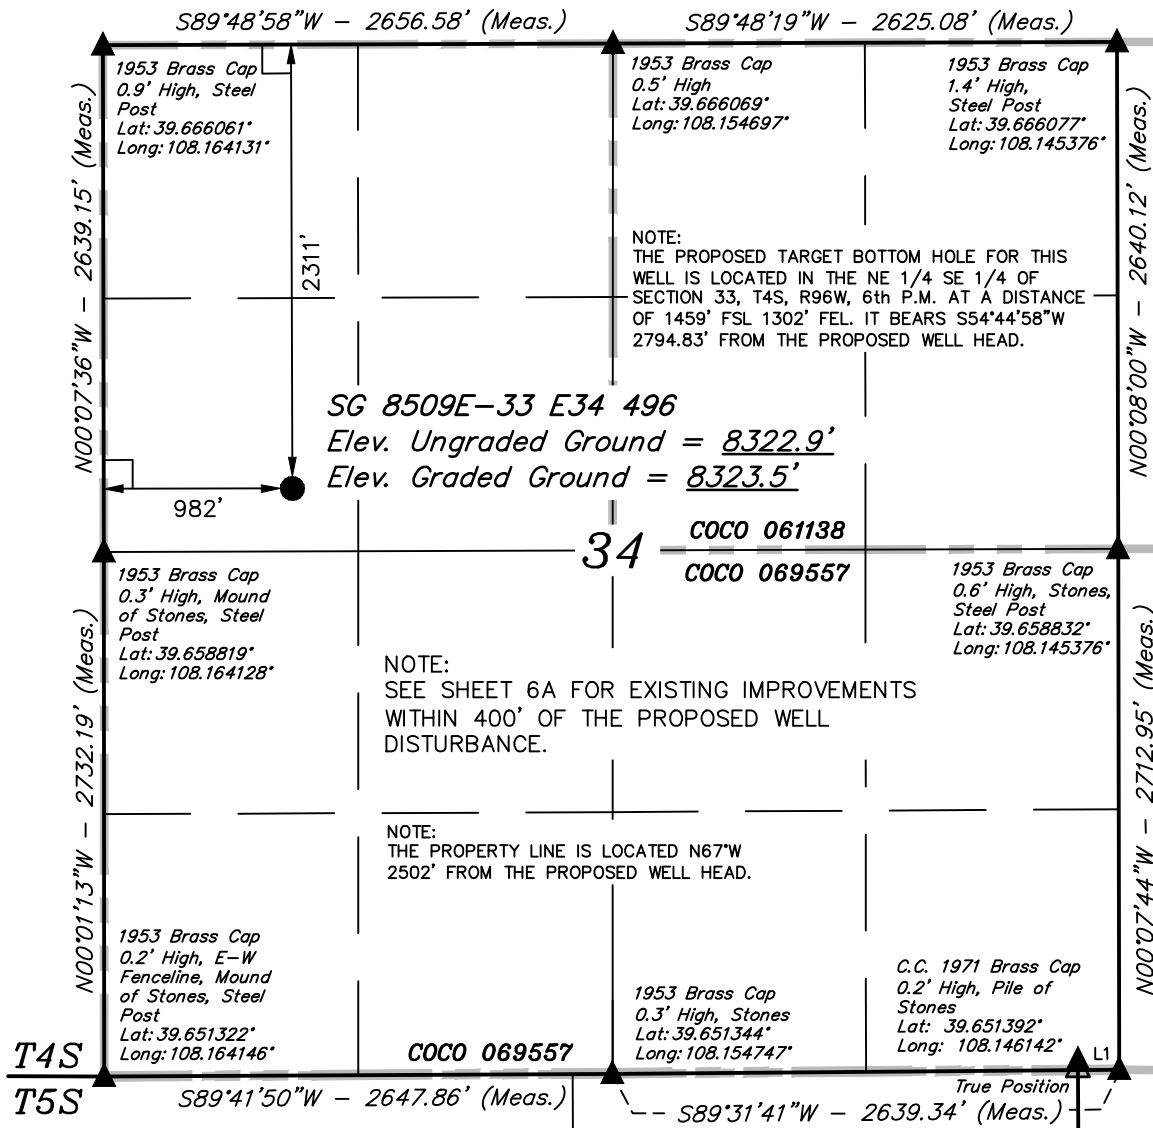 S89°48'58"W – 2656.58' (Meas.)
S89°48'19"W – 2625.08' (Meas.)
1953 Brass Cap
0.9' High, Steel
Post
Lat: 39.666061°
Long: 108.164131°
1953 Brass Cap
0.5' High
Lat: 39.666069°
Long: 108.154697°
1953 Brass Cap
1.4' High,
Steel Post
Lat: 39.666077°
Long: 108.145376°
N00°07'36"W – 2639.15' (Meas.)
2311'
N00°08'00"W – 2640.12' (Meas.)
NOTE:
THE PROPOSED TARGET BOTTOM HOLE FOR THIS
WELL IS LOCATED IN THE NE 1/4 SE 1/4 OF
SECTION 33, T4S, R96W, 6th P.M. AT A DISTANCE
OF 1459' FSL 1302' FEL. IT BEARS S54°44'58"W
2794.83' FROM THE PROPOSED WELL HEAD.
SG 8509E–33 E34 496
Elev. Ungraded Ground = 8322.9'
Elev. Graded Ground = 8323.5'
982'
COCO 061138
34
COCO 069557
1953 Brass Cap
0.3' High, Mound
of Stones, Steel
Post
Lat: 39.658819°
Long: 108.164128°
1953 Brass Cap
0.6' High, Stones,
Steel Post
Lat: 39.658832°
Long: 108.145376°
N00°01'13"W – 2732.19' (Meas.)
NOTE:
SEE SHEET 6A FOR EXISTING IMPROVEMENTS
WITHIN 400' OF THE PROPOSED WELL
DISTURBANCE.
N00°07'44"W – 2712.95' (Meas.)
NOTE:
THE PROPERTY LINE IS LOCATED N67°W
2502' FROM THE PROPOSED WELL HEAD.
1953 Brass Cap
0.2' High, E–W
Fenceline, Mound
of Stones, Steel
Post
Lat: 39.651322°
Long: 108.164146°
1953 Brass Cap
0.3' High, Stones
Lat: 39.651344°
Long: 108.154747°
C.C. 1971 Brass Cap
0.2' High, Pile of
Stones
Lat: 39.651392°
Long: 108.146142°
T4S
COCO 069557
L1
T5S
S89°41'50"W – 2647.86' (Meas.)
True Position
S89°31'41"W – 2639.34' (Meas.)